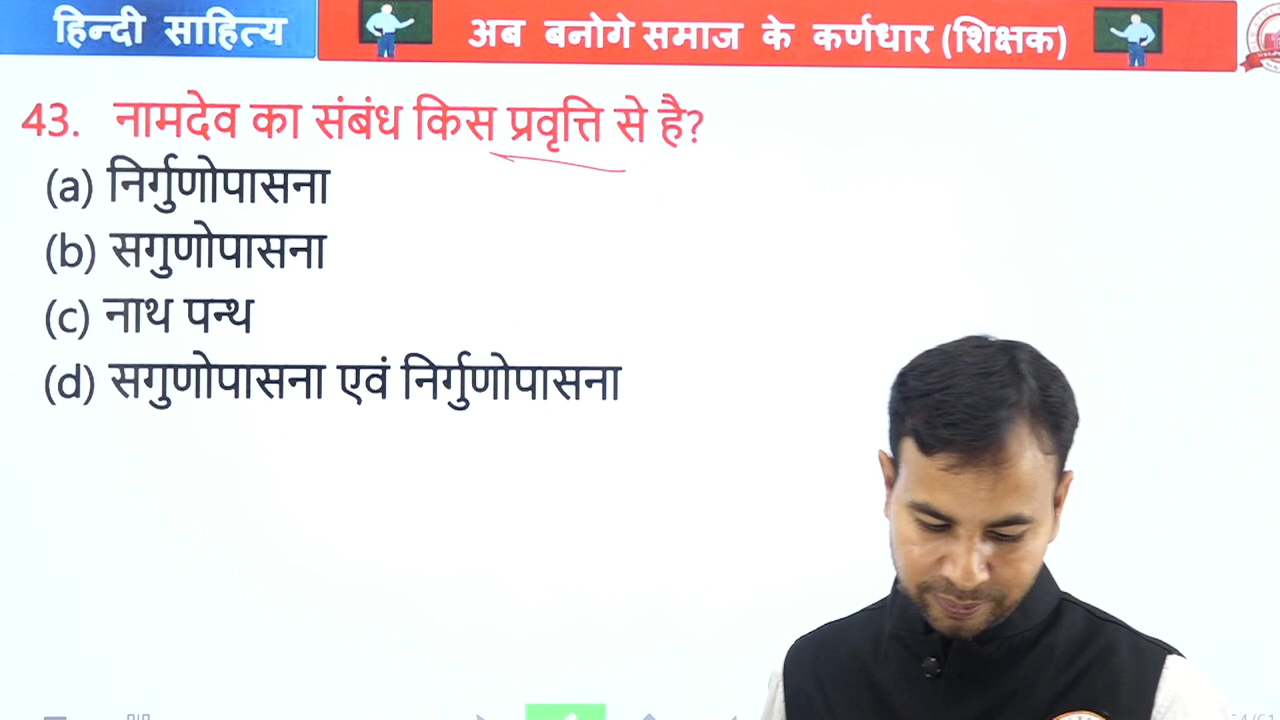 हिन्दी साहित्य
अब बनोगे समाज के कर्णधार (शिक्षक)
43. नामदेव का संबंध किस प्रवृत्ति से है?
(a) निर्गुणोपासना
(b) सगुणोपासना
(c) नाथ पन्थ
(d) सगुणोपासना एवं निर्गुणोपासना